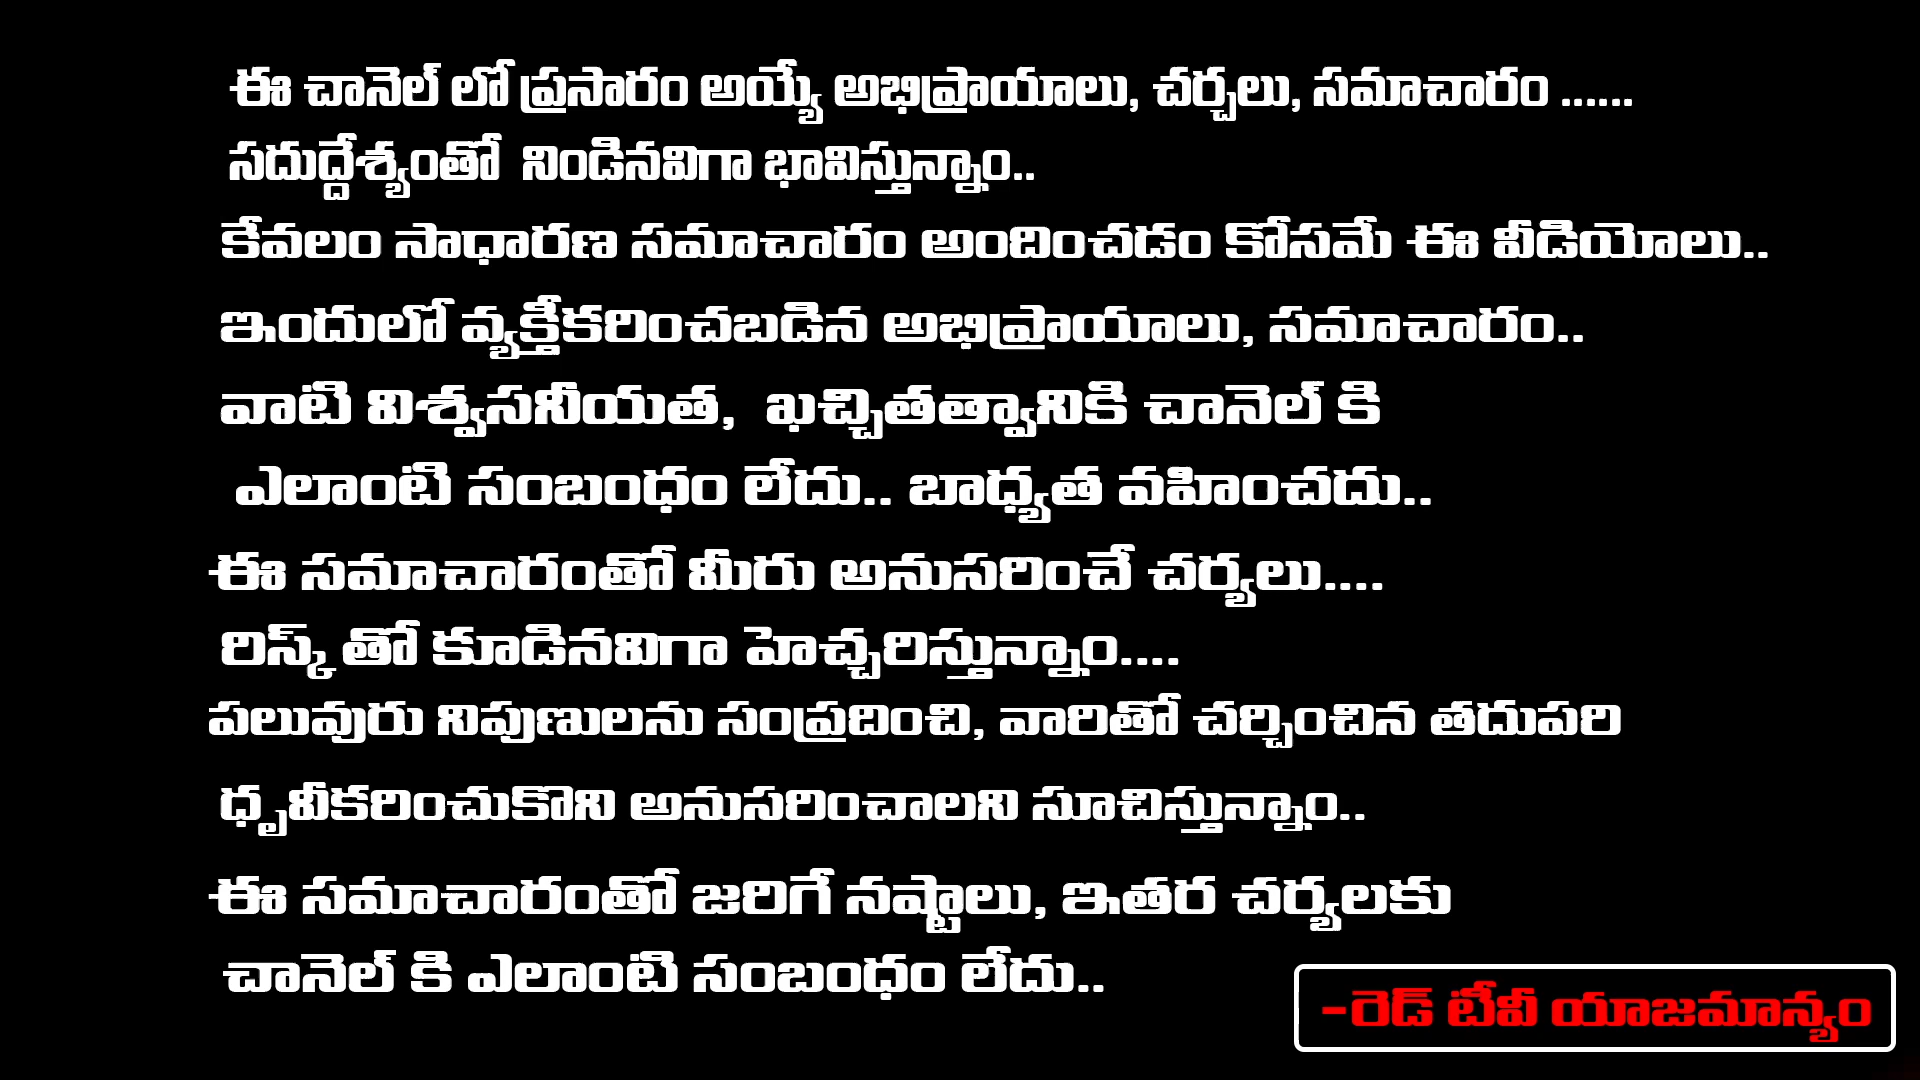 ఈ చానెల్ లో ప్రసారం అయ్యే అభిప్రాయాలు, చర్చలు, సమాచారం ......
సదుద్దేశ్యంతో నిండినవిగా భావిస్తున్నాం..
కేవలం సాధారణ సమాచారం అందించడం కోసమే ఈ వీడియోలు..
ఇందులో వ్యక్తీకరించబడిన అభిప్రాయాలు, సమాచారం..
వాటి విశ్వసనీయత, ఖచ్చితత్వానికి చానెల్ కి
ఎలాంటి సంబంధం లేదు.. బాధ్యత వహించదు..
ఈ సమాచారంతో మీరు అనుసరించే చర్యలు....
రిస్క్ తో కూడినవిగా హెచ్చరిస్తున్నాం....
పలువురు నిపుణులను సంప్రదించి, వారితో చర్చించిన తదుపరి
ధృవీకరించుకొని అనుసరించాలని సూచిస్తున్నాం..
ఈ సమాచారంతో జరిగే నష్టాలు, ఇతర చర్యలకు
చానెల్ కి ఎలాంటి సంబంధం లేదు..
-రెడ్ టీవీ యాజమాన్యం